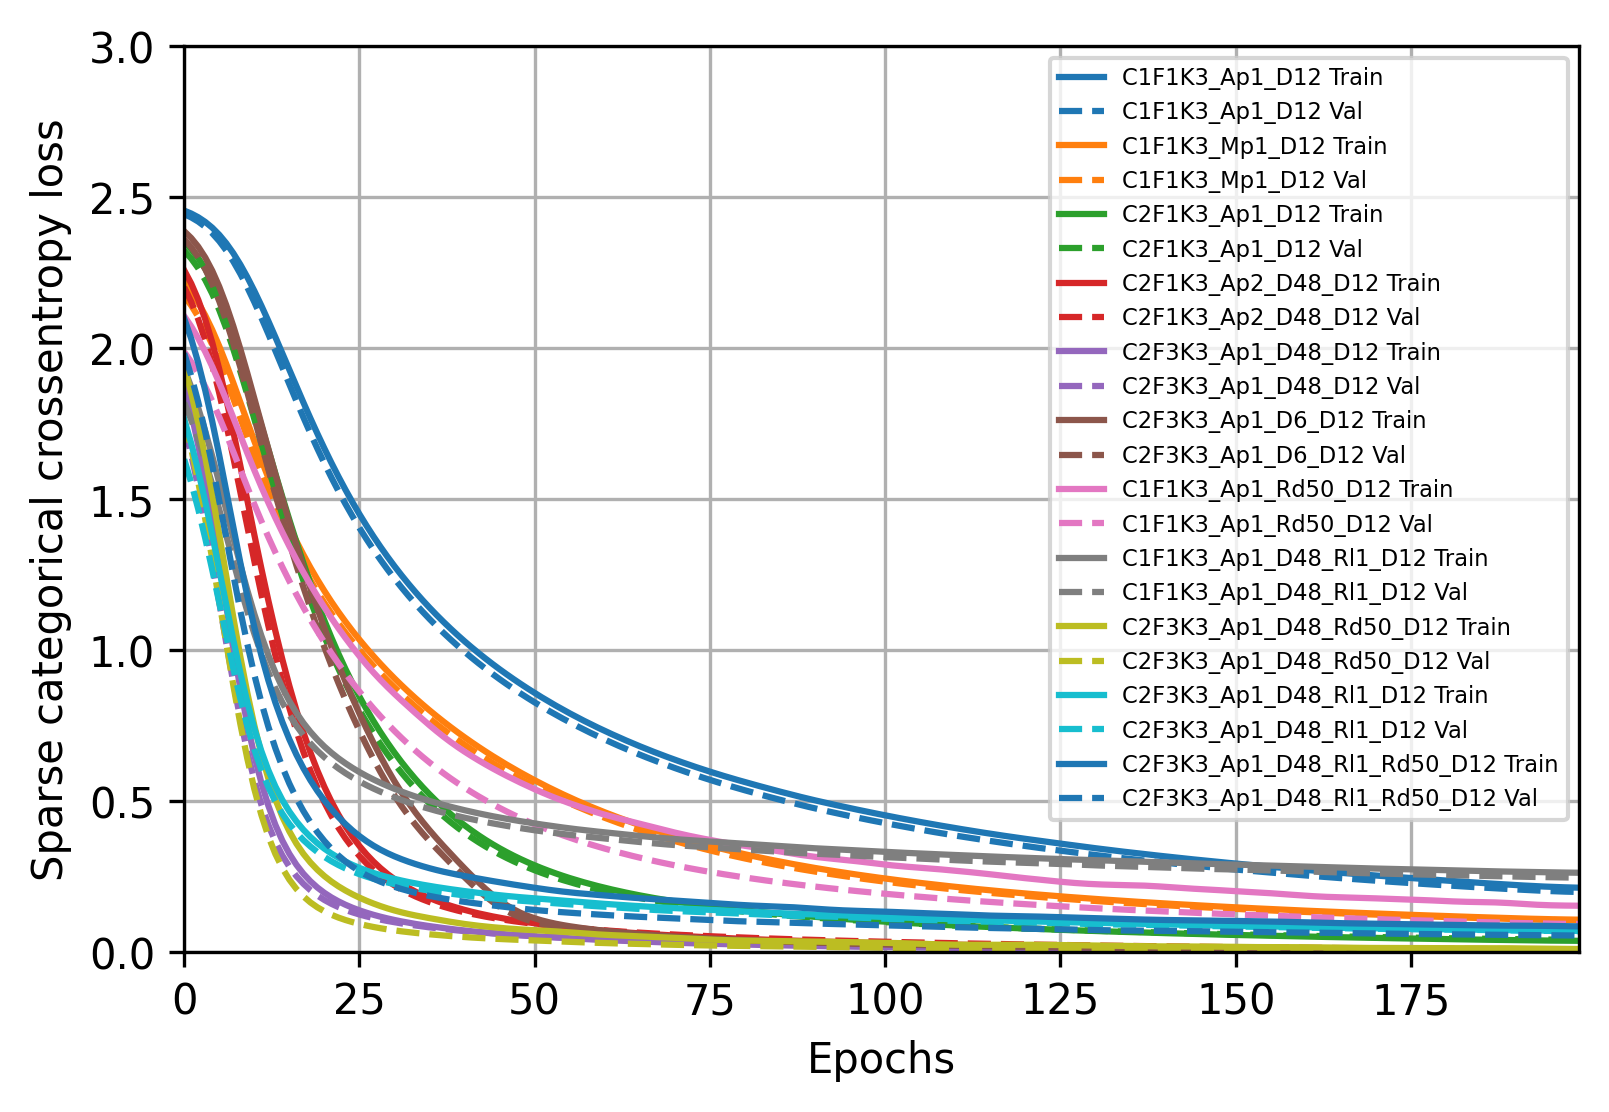 3.0
2.5
2.0
1.5
1.0
0.5
0.0
Sparse categorical crossentropy loss
0 25 50 75 100 125 150 175
Epochs
C1F1K3_Ap1_D12 Train
C1F1K3_Ap1_D12 Val
C1F1K3_Mp1_D12 Train
C1F1K3_Mp1_D12 Val
C2F1K3_Ap1_D12 Train
C2F1K3_Ap1_D12 Val
C2F1K3_Ap2_D48_D12 Train
C2F1K3_Ap2_D48_D12 Val
C2F3K3_Ap1_D48_D12 Train
C2F3K3_Ap1_D48_D12 Val
C2F3K3_Ap1_D6_D12 Train
C2F3K3_Ap1_D6_D12 Val
C1F1K3_Ap1_Rd50_D12 Train
C1F1K3_Ap1_Rd50_D12 Val
C1F1K3_Ap1_D48_Rl1_D12 Train
C1F1K3_Ap1_D48_Rl1_D12 Val
C2F3K3_Ap1_D48_Rd50_D12 Train
C2F3K3_Ap1_D48_Rd50_D12 Val
C2F3K3_Ap1_D48_Rl1_D12 Train
C2F3K3_Ap1_D48_Rl1_D12 Val
C2F3K3_Ap1_D48_Rl1_Rd50_D12 Train
C2F3K3_Ap1_D48_Rl1_Rd50_D12 Val